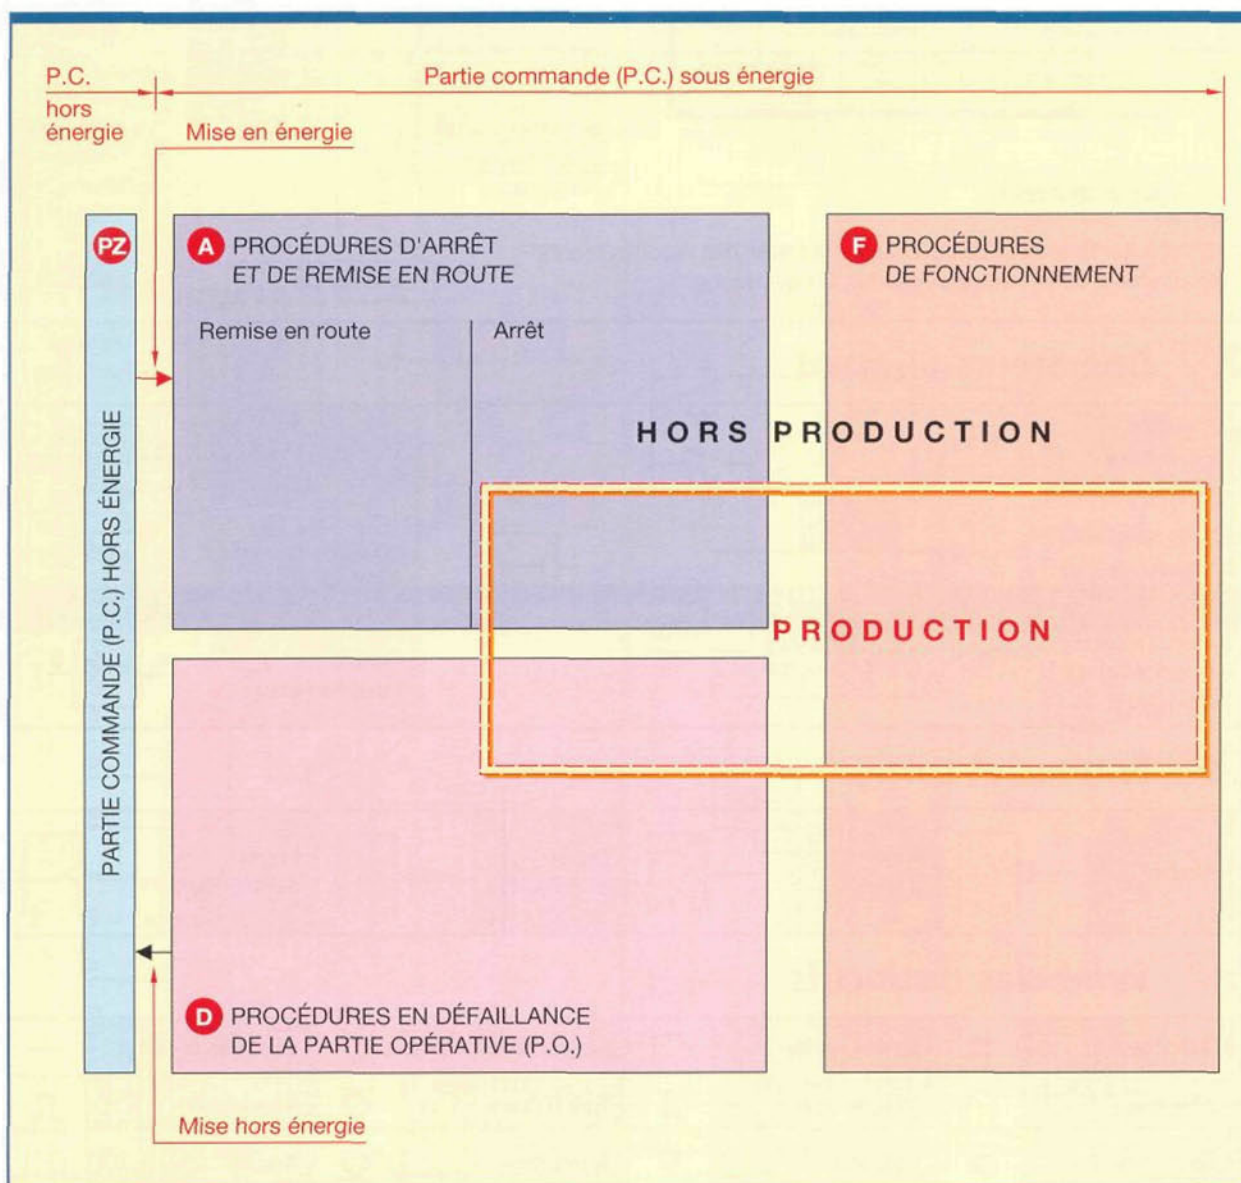 P.C.
hors
énergie
Partie commande (P.C.) sous énergie
Mise en énergie
PZ
PARTIE COMMANDE (P.C.) HORS ÉNERGIE
A PROCÉDURES D'ARRÊT
ET DE REMISE EN ROUTE
Remise en route
Arrêt
F PROCÉDURES
DE FONCTIONNEMENT
HORS PRODUCTION
PRODUCTION
D PROCÉDURES EN DÉFAILLANCE
DE LA PARTIE OPÉRATIVE (P.O.)
Mise hors énergie